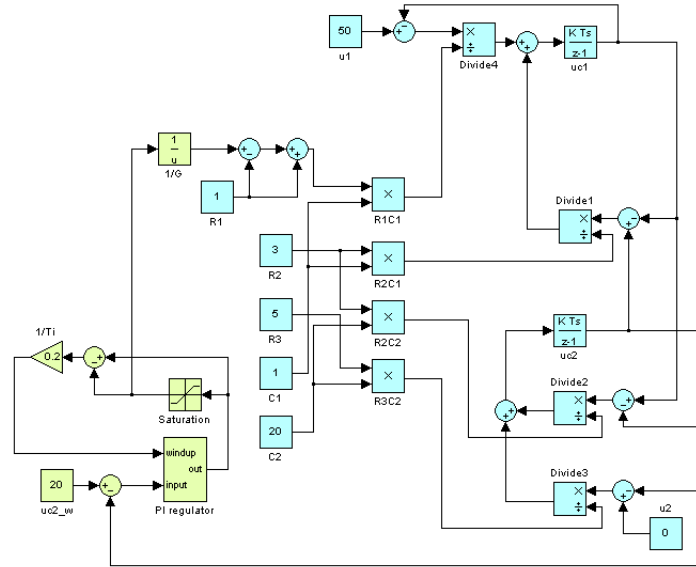 50
u1
×
÷
Divide4
K Ts
z-1
uc1
1
u
1/G
1
R1
×
R1C1
Divide1
×
÷
3
R2
×
R2C1
5
R3
×
R2C2
K Ts
z-1
uc2
1/Ti
0.2
Saturation
1
C1
×
R3C2
Divide2
×
÷
20
C2
windup
out
input
PI regulator
20
uc2_w
Divide3
×
÷
u2
0